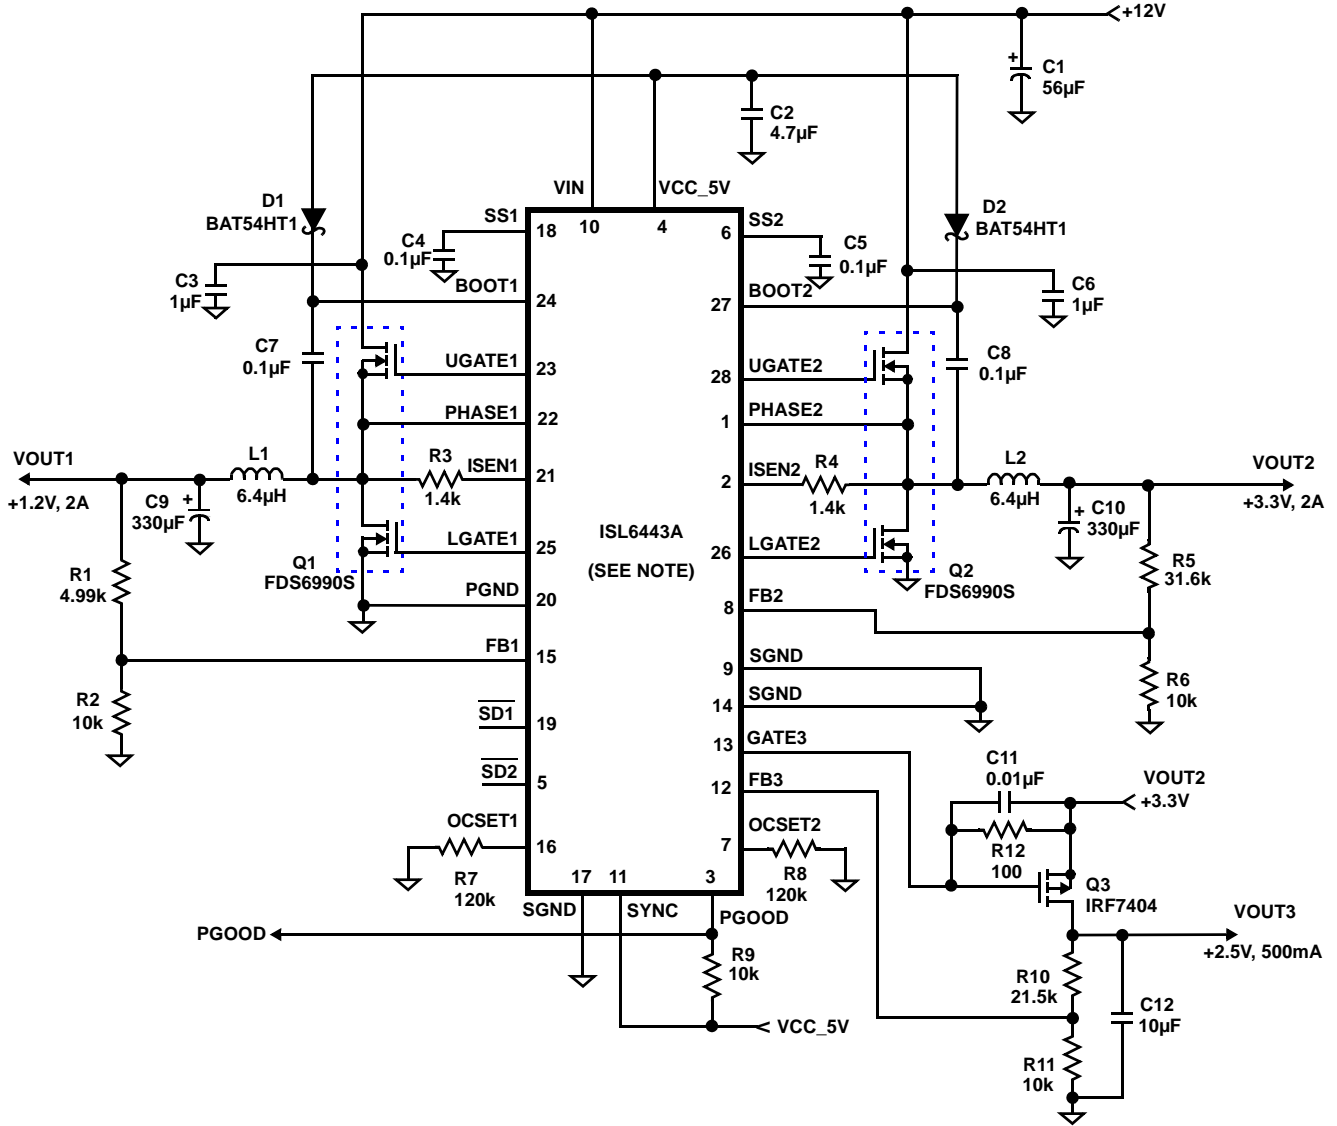 +12V
C1
56µF
C2
4.7µF
VIN
VCC_5V
D1
BAT54HT1
SS1
18
10
4
6
SS2
D2
BAT54HT1
C4
0.1µF
C5
0.1µF
C3
1µF
BOOT1
24
27
BOOT2
C6
1µF
C7
0.1µF
UGATE1
23
28
UGATE2
C8
0.1µF
PHASE1
22
1
PHASE2
VOUT1
+1.2V, 2A
L1
6.4µH
C9
+
330µF
R3
1.4k
ISEN1
21
2
ISEN2
R4
1.4k
L2
6.4µH
VOUT2
+3.3V, 2A
+
C10
330µF
LGATE1
25
ISL6443A
(SEE NOTE)
26
LGATE2
Q1
FDS6990S
Q2
FDS6990S
R1
4.99k
R5
31.6k
PGND
20
8
FB2
FB1
15
9
SGND
R2
10k
14
SGND
R6
10k
SD1
19
13
GATE3
SD2
5
12
FB3
C11
0.01µF
VOUT2
+3.3V
OCSET1
16
7
OCSET2
R7
120k
R8
120k
R12
100
17
11
3
SGND
SYNC
PGOOD
Q3
IRF7404
PGOOD
VOUT3
+2.5V, 500mA
R9
10k
R10
21.5k
VCC_5V
C12
10µF
R11
10k
+